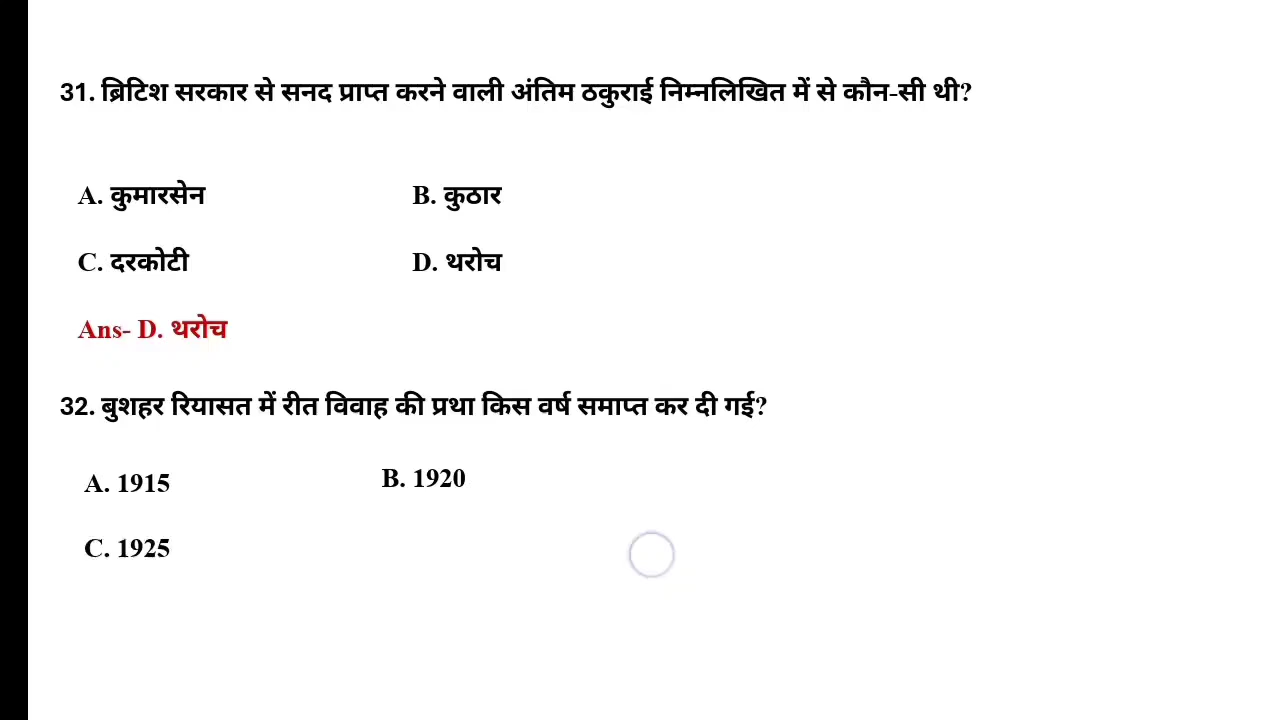 31. ब्रिटिश सरकार से सनद प्राप्त करने वाली अंतिम ठकुराई निम्नलिखित में से कौन-सी थी?
A. कुमारसेन B. कुठार
C. दरकोटी D. थरोच
Ans- D. थरोच
32. बुशहर रियासत में रीत विवाह की प्रथा किस वर्ष समाप्त कर दी गई?
A. 1915 B. 1920
C. 1925